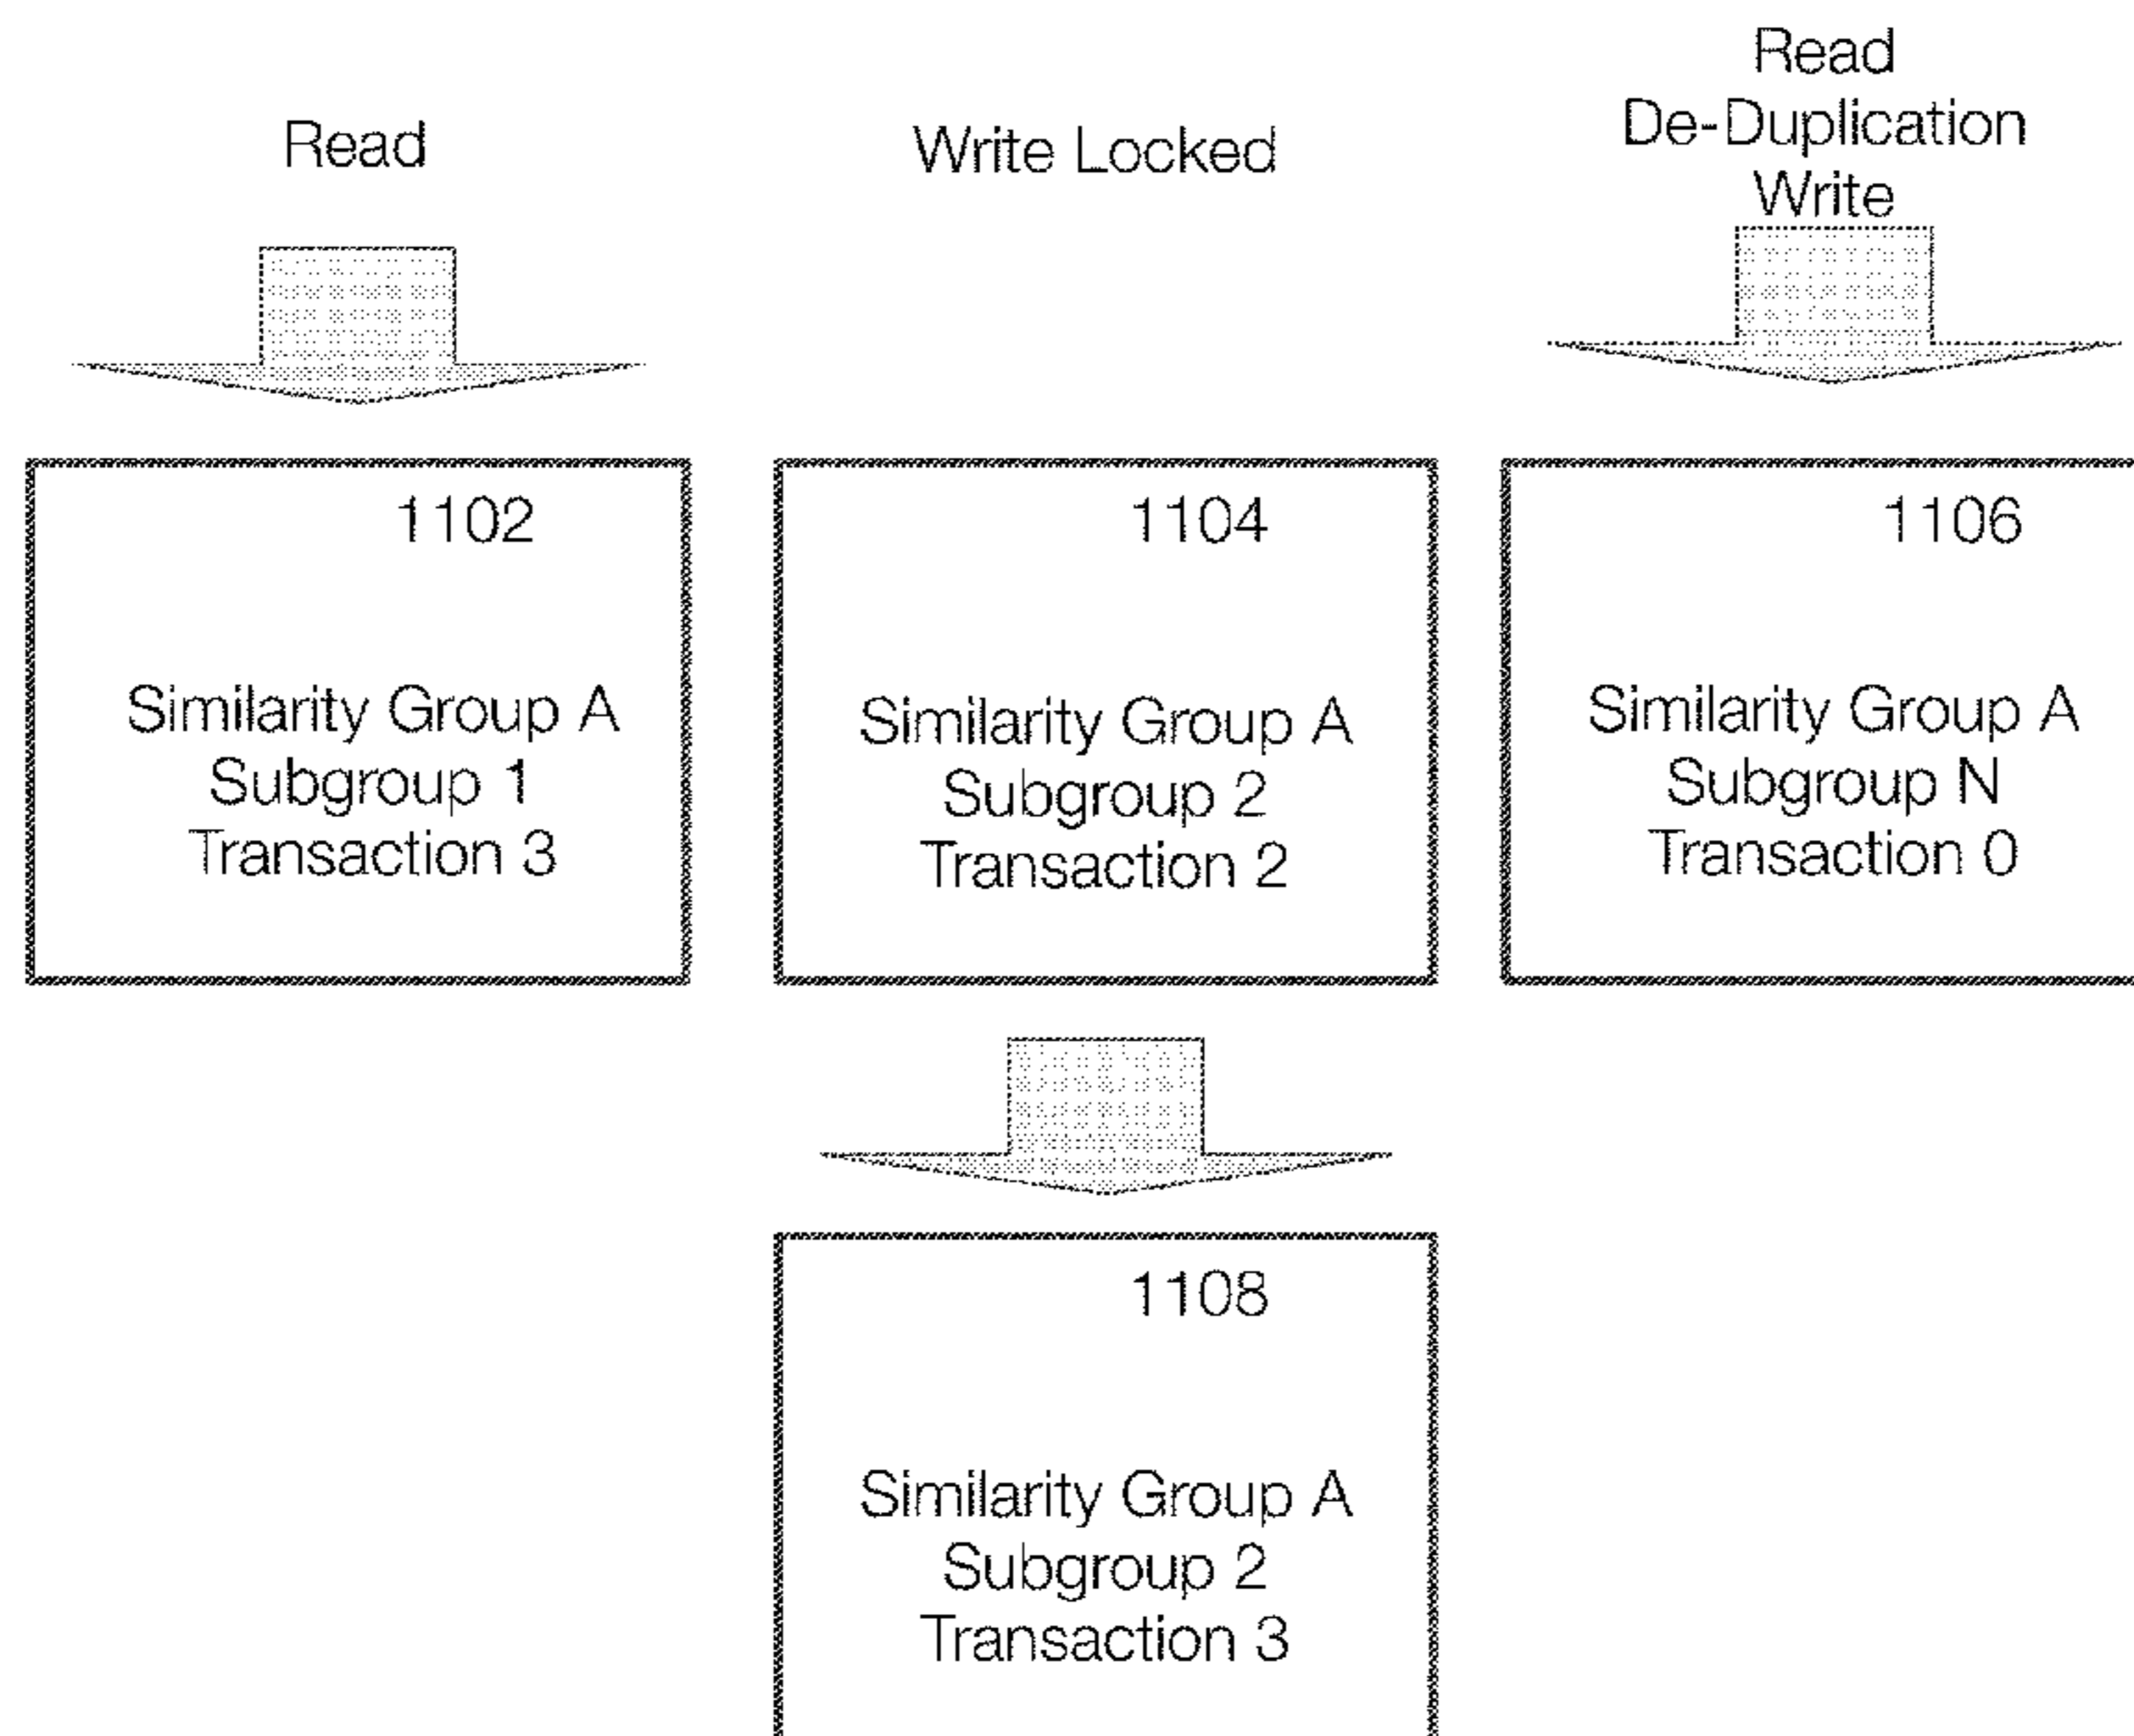 Read
Write Locked
Read
De-Duplication
Write
1102
Similarity Group A
Subgroup 1
Transaction 3
1104
Similarity Group A
Subgroup 2
Transaction 2
1106
Similarity Group A
Subgroup N
Transaction 0
1108
Similarity Group A
Subgroup 2
Transaction 3